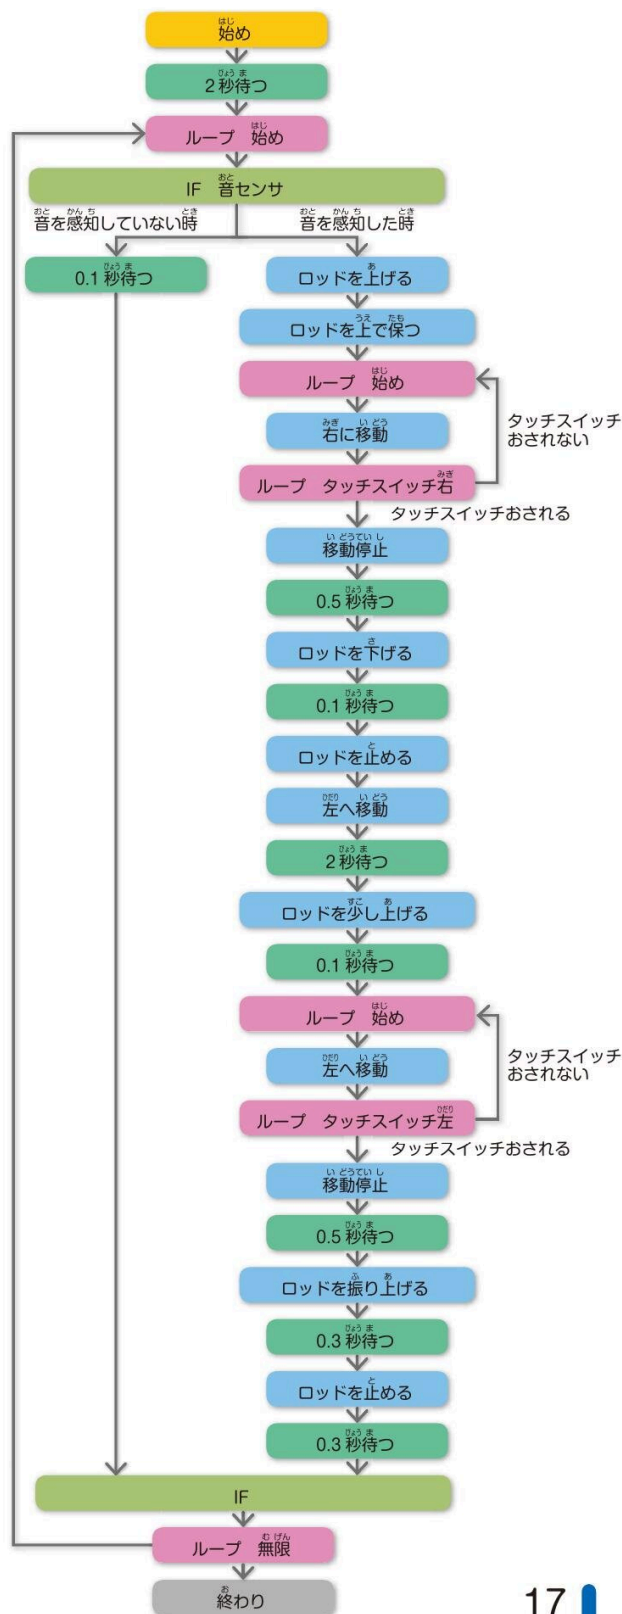 始め
2秒待つ
ループ 始め
IF 音センサ
音を感知していない時
音を感知した時
0.1秒待つ
ロッドを上げる
ロッドを上で保つ
ループ 始め
右に移動
タッチスイッチ
おされない
ループ タッチスイッチ右
タッチスイッチおされる
移動停止
0.5秒待つ
ロッドを下げる
0.1秒待つ
ロッドを止める
左へ移動
2秒待つ
ロッドを少し上げる
0.1秒待つ
ループ 始め
左へ移動
タッチスイッチ
おされない
ループ タッチスイッチ左
タッチスイッチおされる
移動停止
0.5秒待つ
ロッドを振り上げる
0.3秒待つ
ロッドを止める
0.3秒待つ
IF
ループ 無限
終わり
17